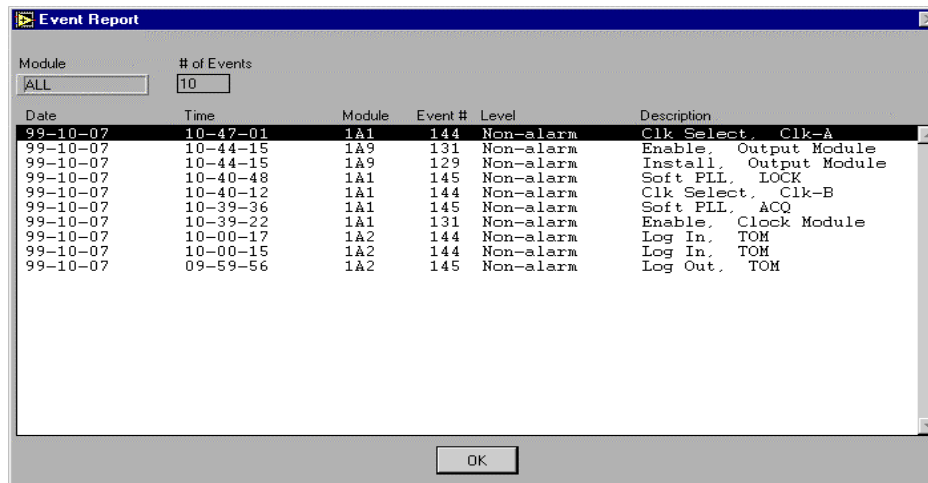 Event Report
Module # of Events
ALL 10
Date Time Module Event # Level Description
99-10-07 10-47-01 1A1 144 Non-alarm Clk Select, Clk-A
99-10-07 10-44-15 1A9 131 Non-alarm Enable, Output Module
99-10-07 10-44-15 1A9 129 Non-alarm Install, Output Module
99-10-07 10-40-48 1A1 145 Non-alarm Soft PLL, LOCK
99-10-07 10-40-12 1A1 144 Non-alarm Clk Select, Clk-B
99-10-07 10-39-36 1A1 145 Non-alarm Soft PLL, ACQ
99-10-07 10-39-22 1A1 131 Non-alarm Enable, Clock Module
99-10-07 10-00-17 1A2 144 Non-alarm Log In, TOM
99-10-07 10-00-15 1A2 144 Non-alarm Log In, TOM
99-10-07 09-59-56 1A2 145 Non-alarm Log Out, TOM
OK